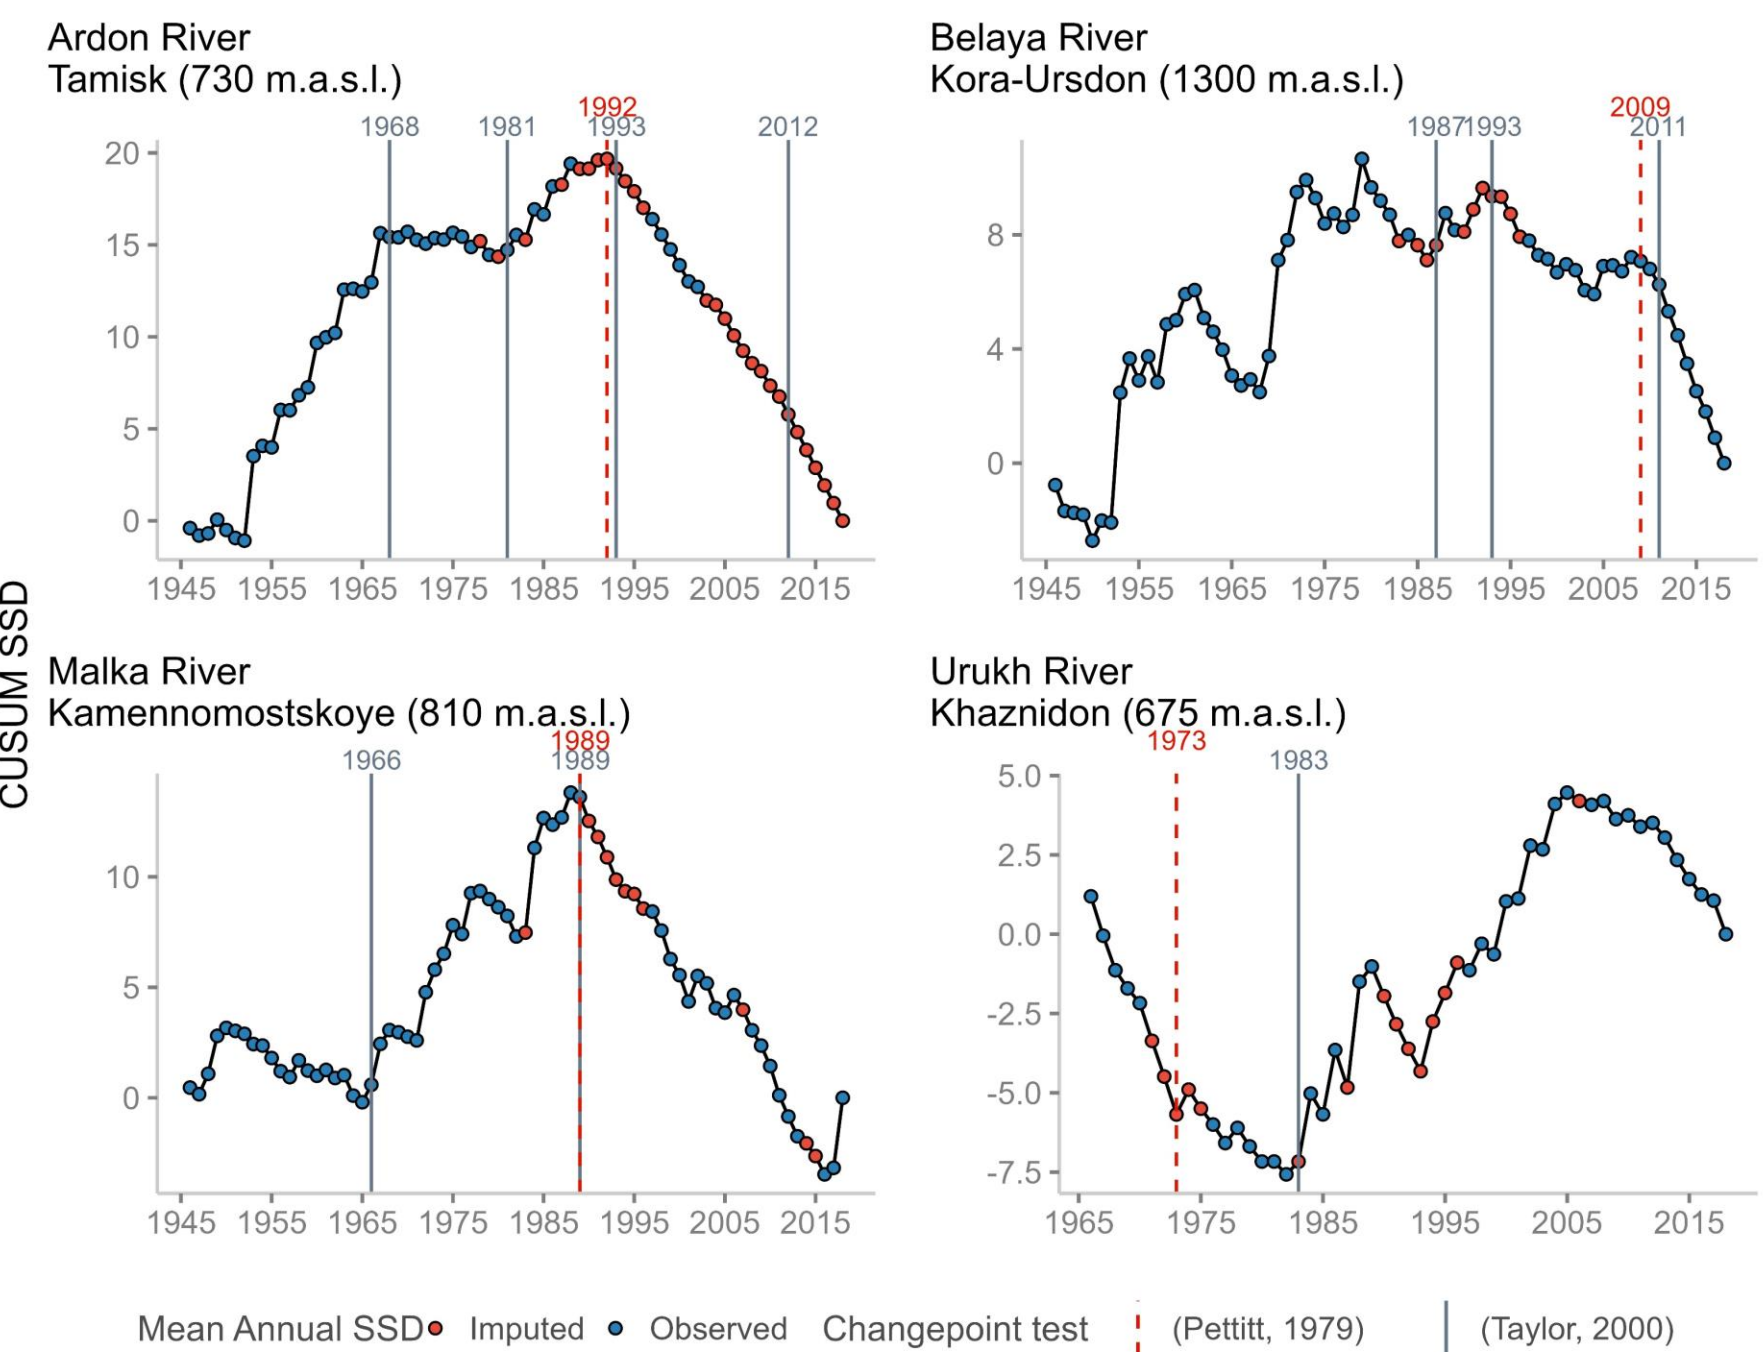 Ardon River
Tamisk (730 m.a.s.l.)
1992
1968 1981 1993 2012
20
15
10
5
0
1945 1955 1965 1975 1985 1995 2005 2015
Belaya River
Kora-Ursdon (1300 m.a.s.l.)
2009
1987 1993 2011
8
4
0
1945 1955 1965 1975 1985 1995 2005 2015
CUSUM SSD
Malka River
Kamennomostskoye (810 m.a.s.l.)
1989
1966 1989
10
5
0
1945 1955 1965 1975 1985 1995 2005 2015
Urukh River
Khaznidon (675 m.a.s.l.)
1973
1983
5.0
2.5
0.0
-2.5
-5.0
-7.5
1965 1975 1985 1995 2005 2015
Mean Annual SSD Imputed Observed Changepoint test (Pettitt, 1979) (Taylor, 2000)